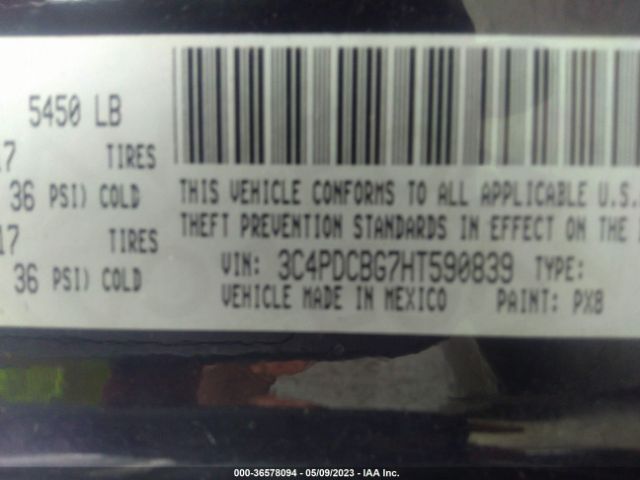 5450 LB
17 TIRES
36 PSI) COLD
17 TIRES
36 PSI) COLD
THIS VEHICLE CONFORMS TO ALL APPLICABLE U.S.
THEFT PREVENTION STANDARDS IN EFFECT ON THE
VIN: 3C4PDCBG7HT590839 TYPE:
VEHICLE MADE IN MEXICO PAINT: PX8
000-36578094 - 05/09/2023 - IAA Inc.